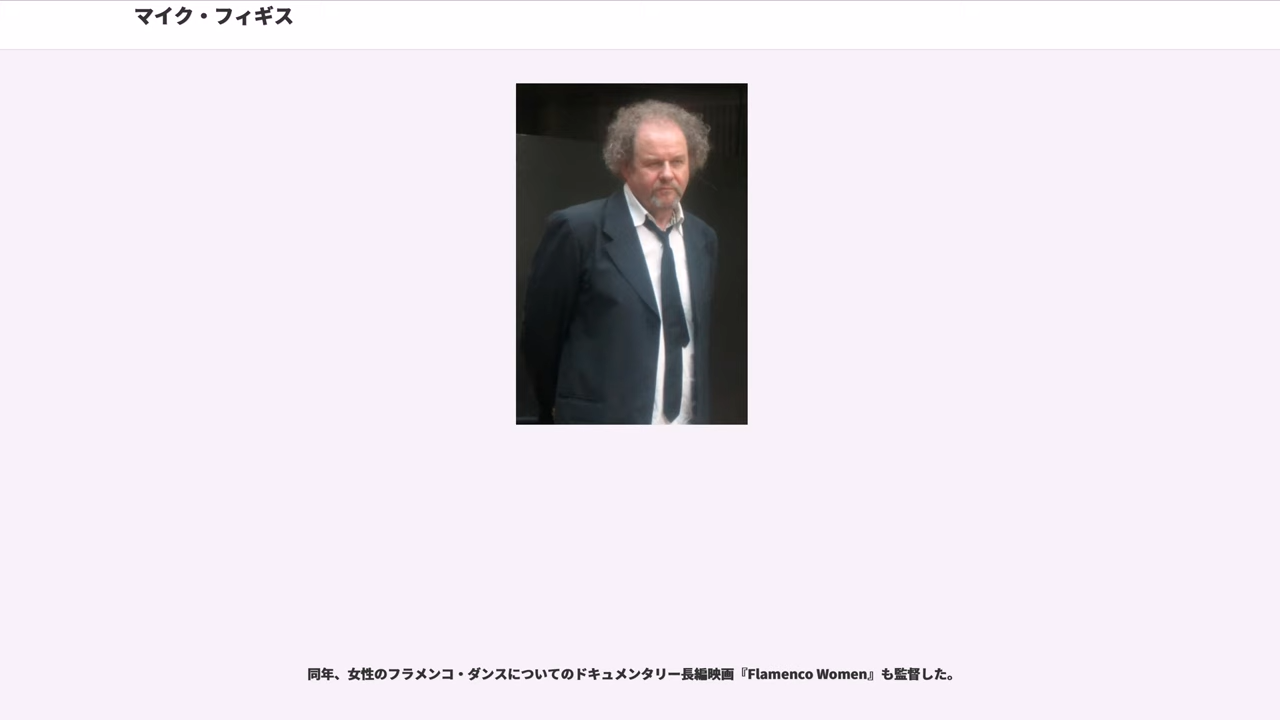 マイク・フィギス
同年、女性のフラメンコ・ダンスについてのドキュメンタリー長編映画『Flamenco Women』も監督した。